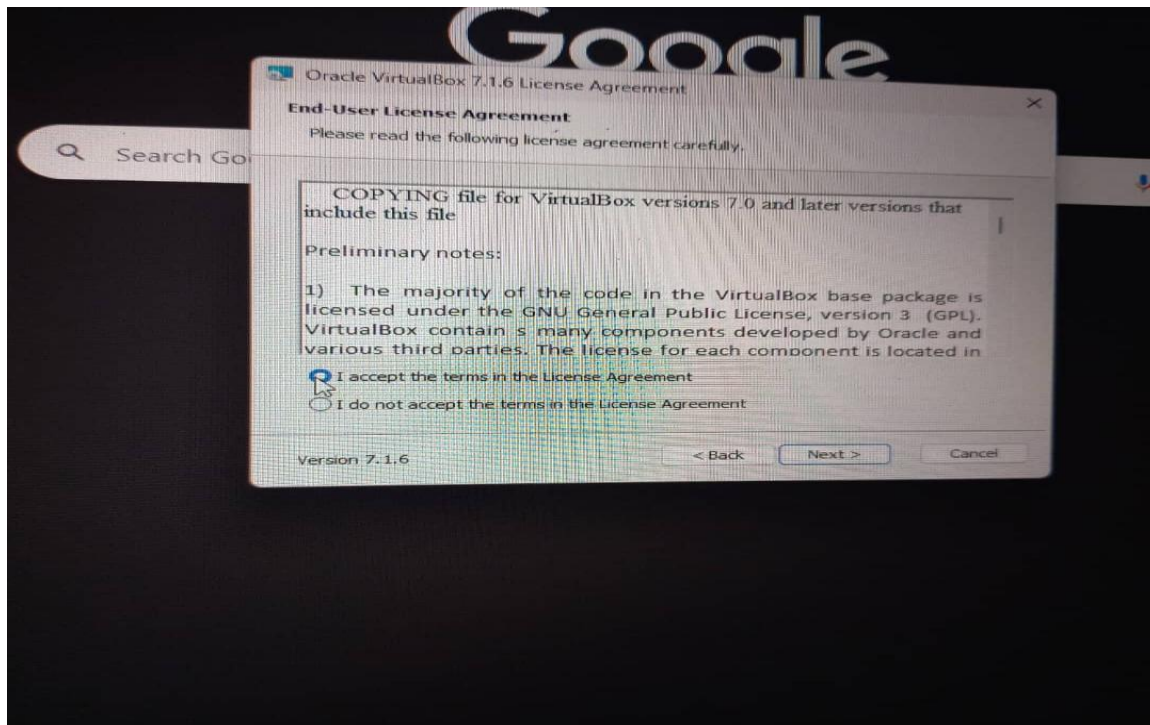 Google
Oracle VirtualBox 7.1.6 License Agreement
End-User License Agreement
Please read the following license agreement carefully.
Search Go
COPYING file for VirtualBox versions 7.0 and later versions that
include this file
Preliminary notes:
1) The majority of the code in the VirtualBox base package is
licensed under the GNU General Public License, version 3 (GPL).
VirtualBox contain s many components developed by Oracle and
various third parties. The license for each component is located in
I accept the terms in the License Agreement
I do not accept the terms in the License Agreement
Version 7.1.6
< Back Next > Cancel